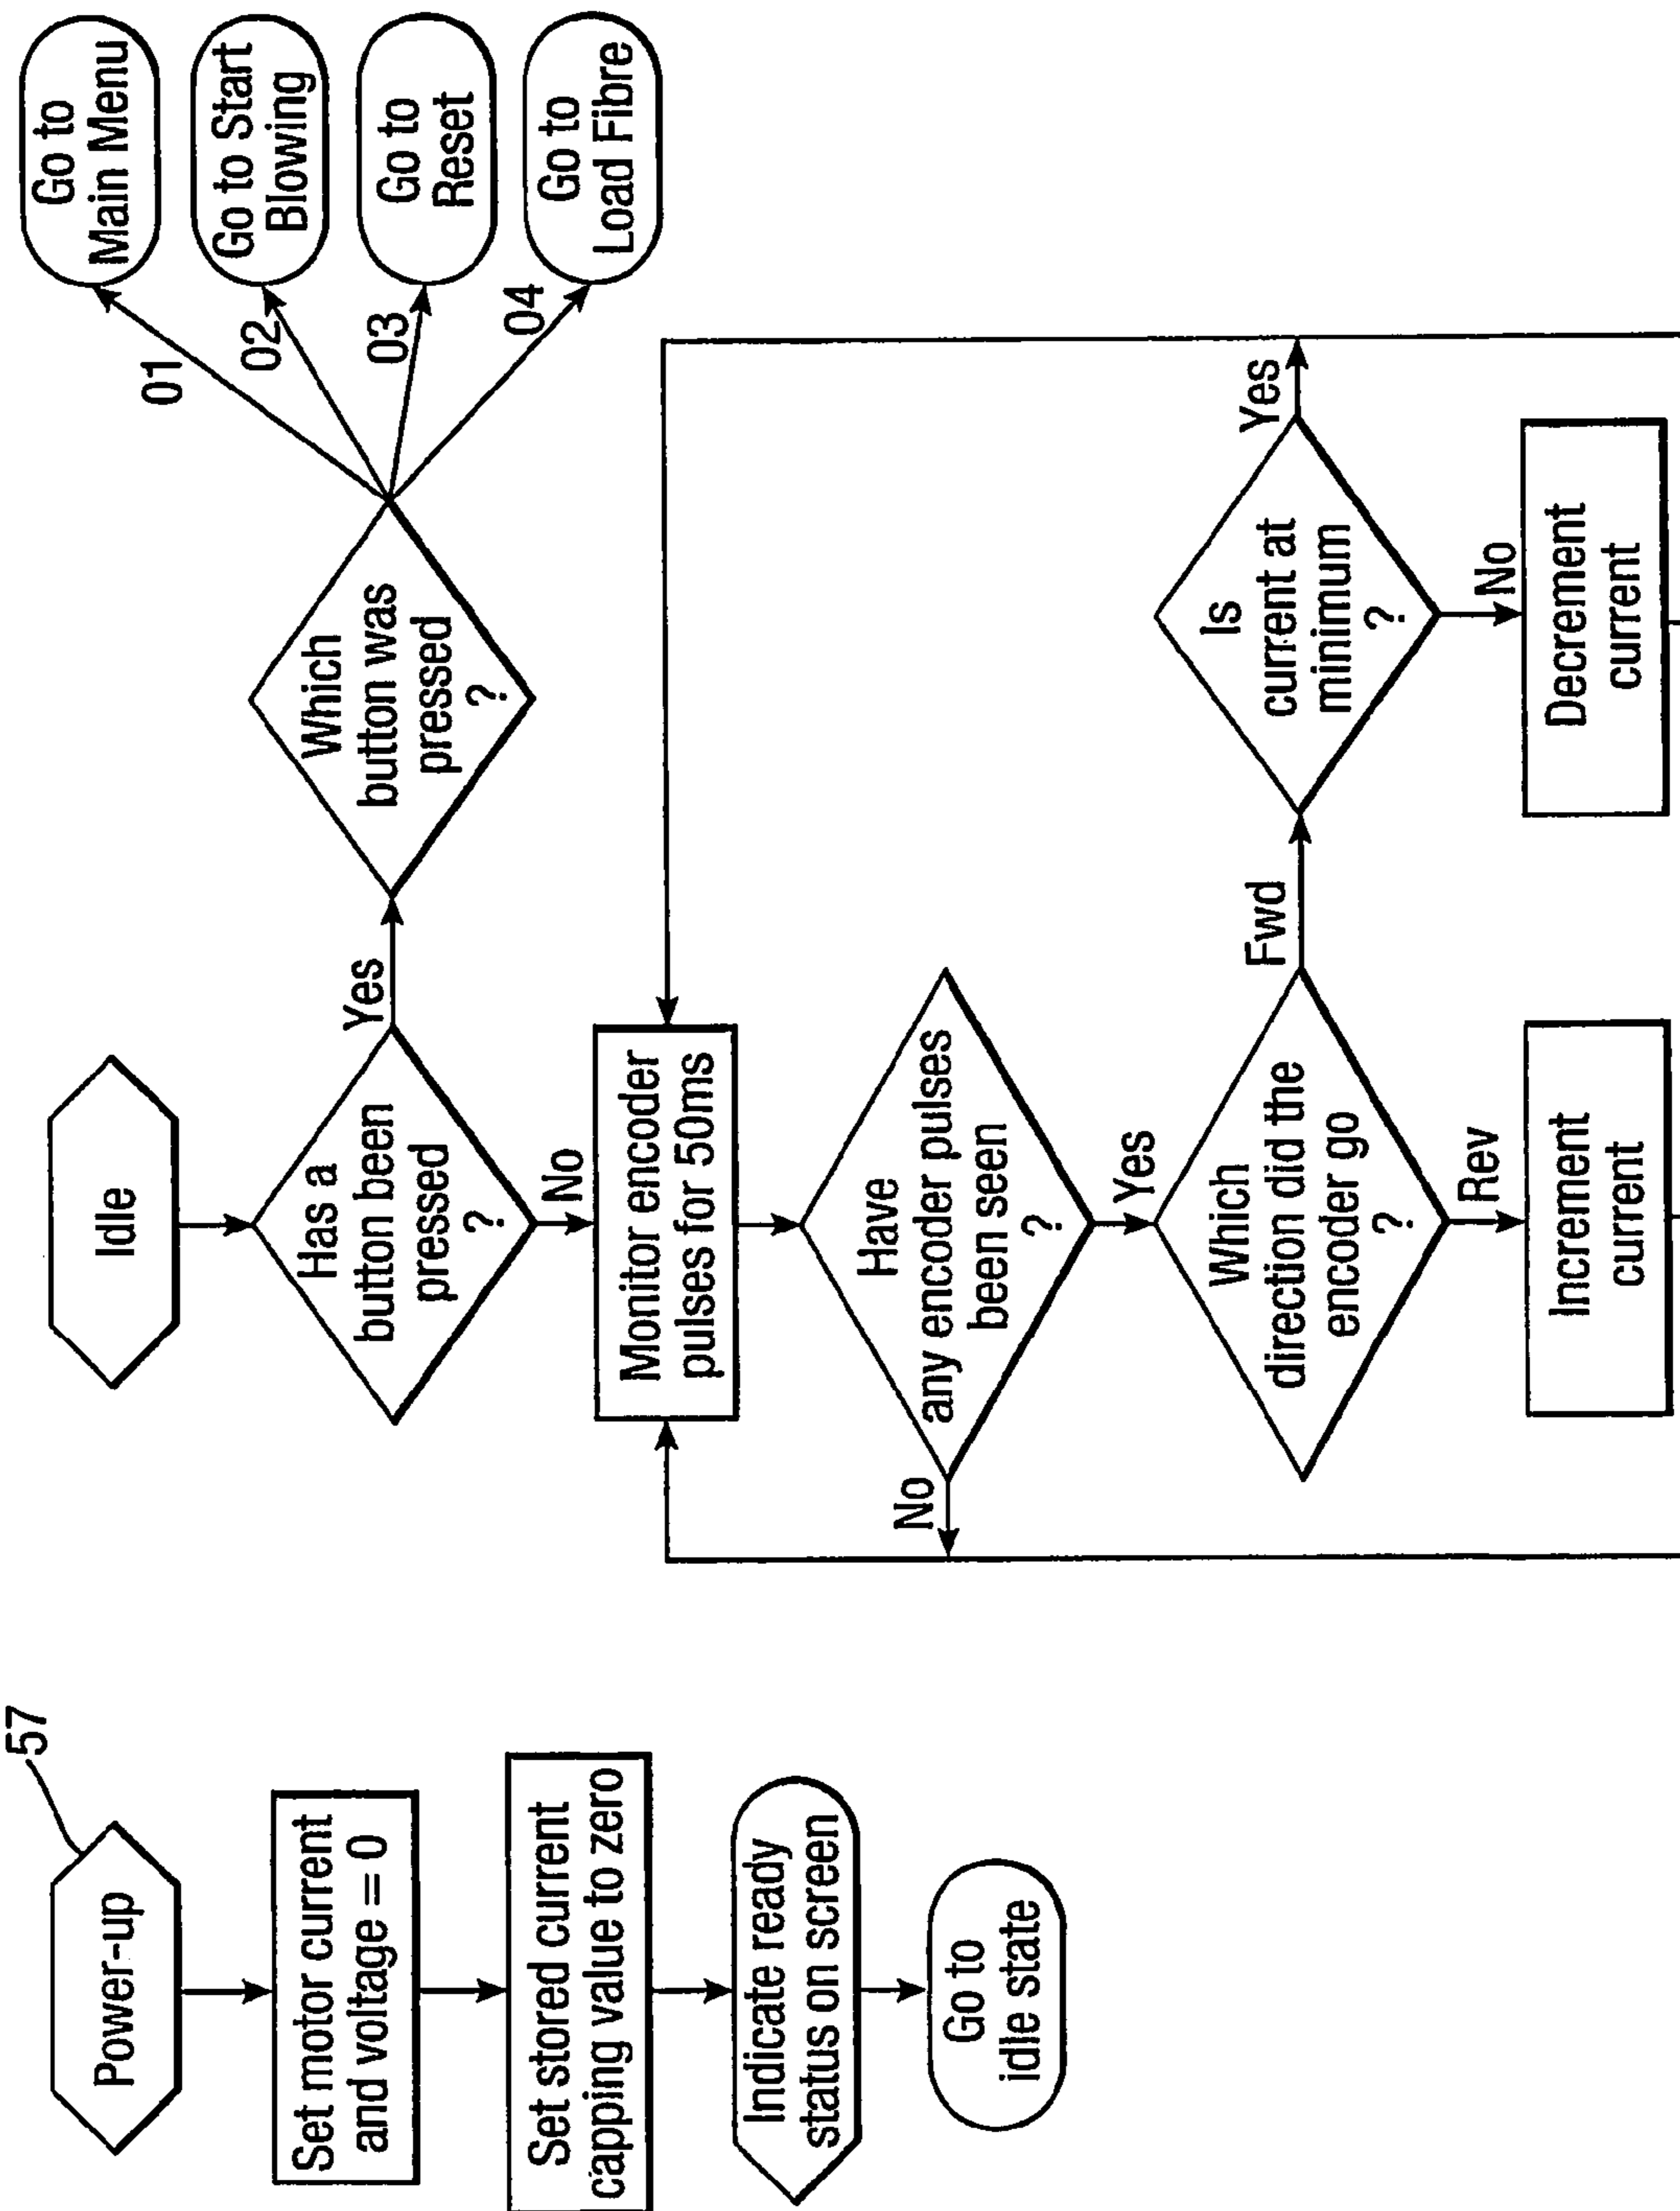 57
Power-up
Set motor current
and voltage = 0
Set stored current
capping value to zero
Indicate ready
status on screen
Go to
idle state
Idle
Has a
button been
pressed
?
Yes
No
Which
button was
pressed
?
01
02
03
04
Go to
Main Menu
Go to Start
Blowing
Go to
Reset
Go to
Load Fibre
Monitor encoder
pulses for 50ms
Have
any encoder pulses
been seen
?
No
Yes
Which
direction did the
encoder go
?
Fwd
Rev
Is
current at
minimum
?
Yes
No
Increment
current
Decrement
current